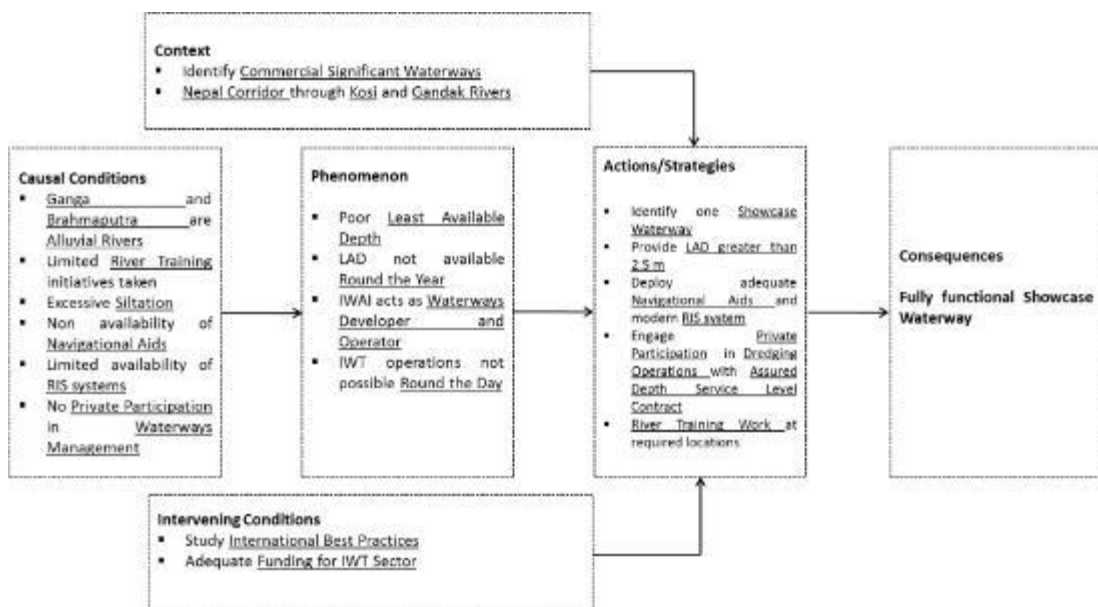 Context
▪ Identify Commercial Significant Waterways
▪ Nepal Corridor through Kosi and Gandak Rivers
Causal Conditions
▪ Ganga and
Brahmaputra are
Alluvial Rivers
▪ Limited River Training
initiatives taken
▪ Excessive Siltation
▪ Non availability of
Navigational Aids
▪ Limited availability of
RIS systems
▪ No Private Participation
in Waterways
Management
Phenomenon
▪ Poor Least Available
Depth
▪ LAD not available
Round the Year
▪ IWAI acts as Waterways
Developer and
Operator
▪ IWT operations not
possible Round the Day
Actions/Strategies
▪ Identify one Showcase
Waterway
▪ Provide LAD greater than
2.5 m
▪ Deploy adequate
Navigational Aids and
modern RIS system
▪ Engage Private
Participation in Dredging
Operations with Assured
Depth Service Level
Contract
▪ River Training Work at
required locations
Consequences
Fully functional Showcase
Waterway
Intervening Conditions
▪ Study International Best Practices
▪ Adequate Funding for IWT Sector